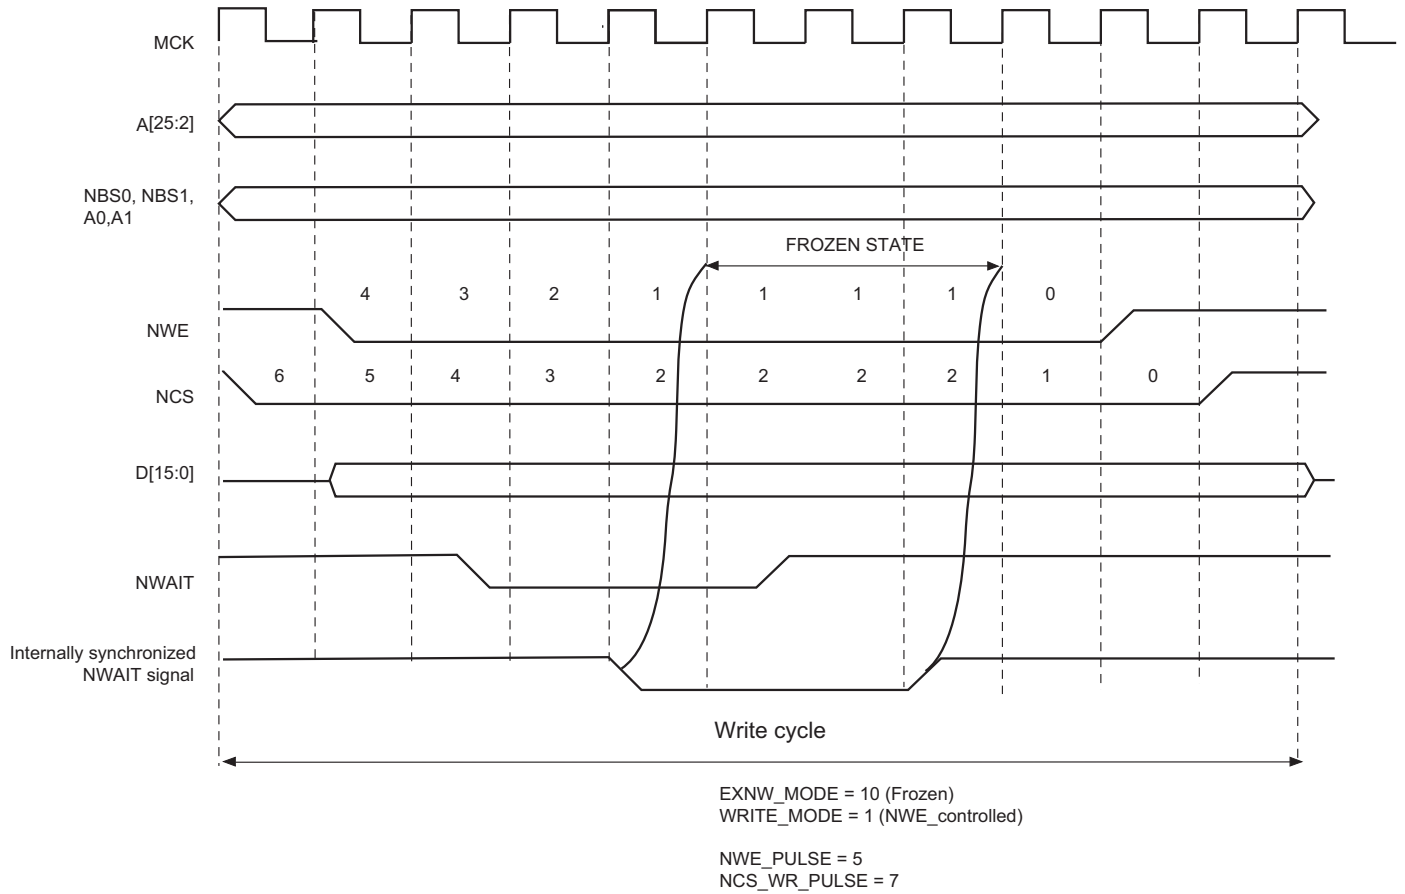 MCK
A[25:2]
NBS0, NBS1,
A0,A1
FROZEN STATE
4 3 2 1 1 1 1 0
NWE
6 5 4 3 2 2 2 2 1 0
NCS
D[15:0]
NWAIT
Internally synchronized
NWAIT signal
Write cycle
EXNW_MODE = 10 (Frozen)
WRITE_MODE = 1 (NWE_controlled)
NWE_PULSE = 5
NCS_WR_PULSE = 7